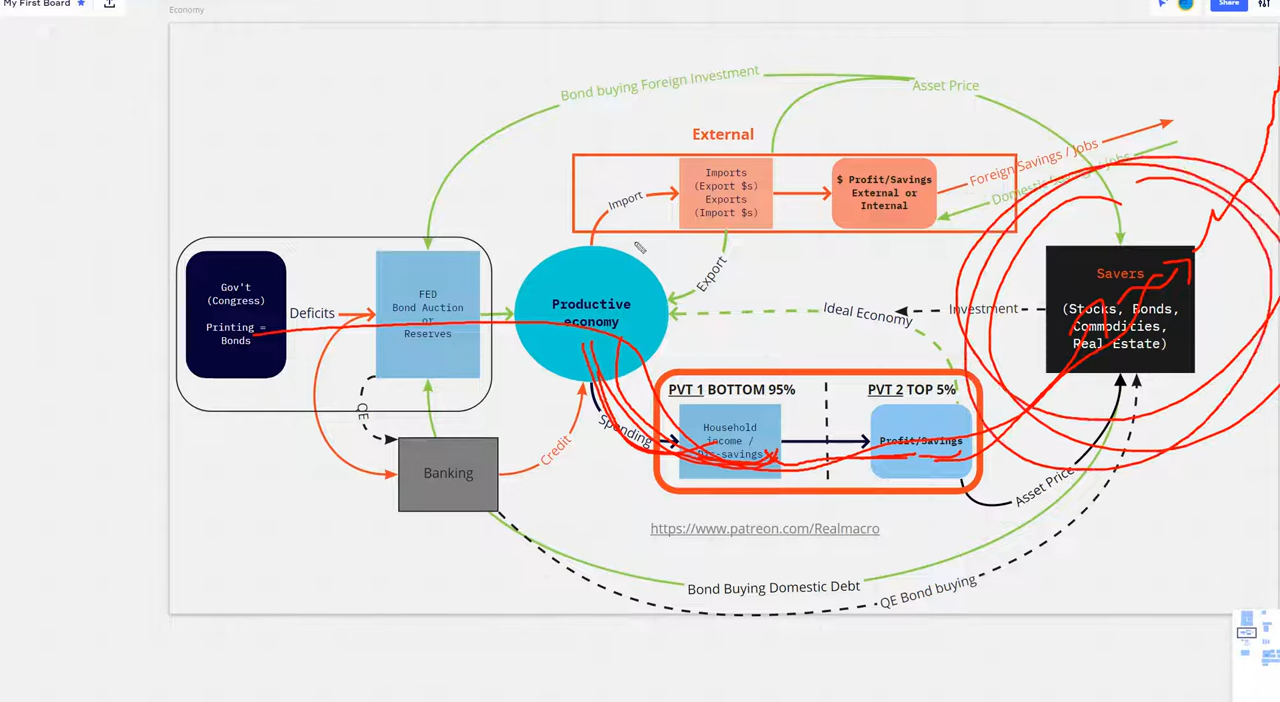 My First Board
Share
Economy
Bond buying Foreign Investment
Asset Price
External
Foreign Savings / Jobs
Imports
(Export $s)
Exports
(Import $s)
$ Profit/Savings
External or
Internal
Import
Export
Gov't
(Congress)
Printing =
Bonds
Deficits
FED
Bond Auction
or
Reserves
Productive
economy
Ideal Economy
Investment
Savers
(Stocks, Bonds,
Commodities,
Real Estate)
PVT 1 BOTTOM 95%
PVT 2 TOP 5%
QE
Spending
Household
income /
Dis-savings
Profit/Savings
Credit
Banking
Asset Price
https://www.patreon.com/Realmacro
Bond Buying Domestic Debt
QE Bond buying